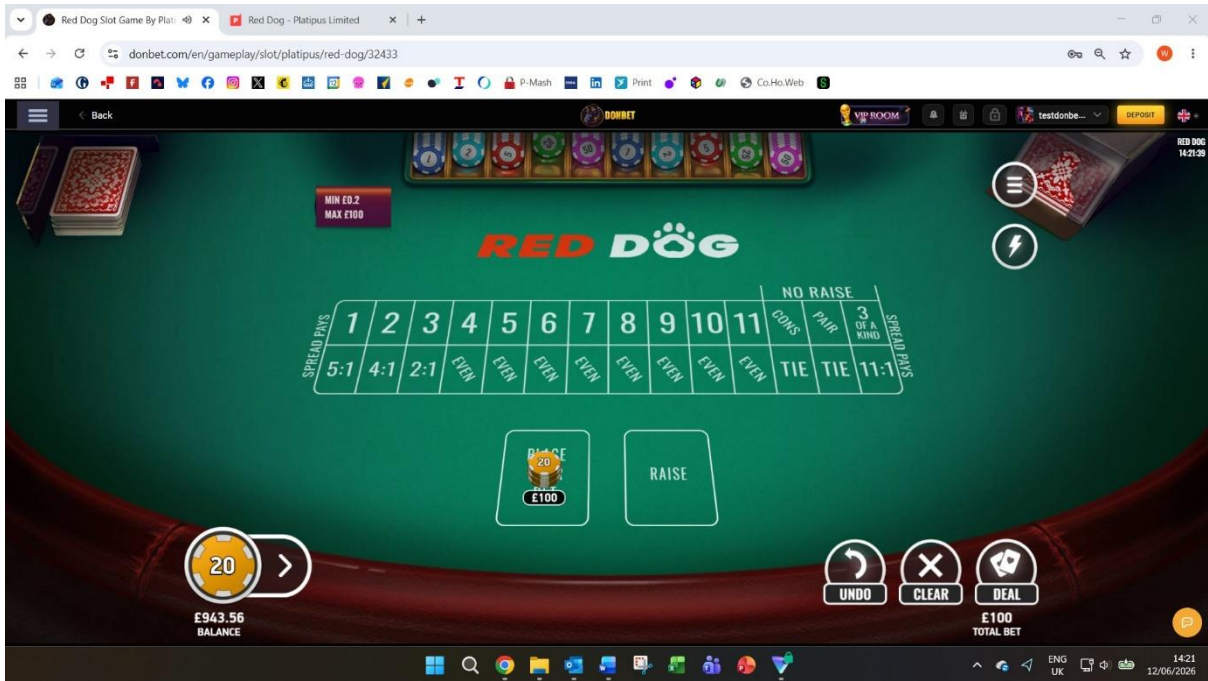 Red Dog Slot Game By Plati
Red Dog - Platipus Limited
donbet.com/en/gameplay/slot/platipus/red-dog/32433
W
P-Mash
Print
Co.Ho.Web
Back
DONBET
VIP ROOM
testdonbe...
DEPOSIT
RED DOG
14:21:39
MIN £0.2
MAX £100
RED DOG
NO RAISE
SPREAD PAYS
1 2 3 4 5 6 7 8 9 10 11 CONS PAIR 3 OF A KIND
5:1 4:1 2:1 EVEN EVEN EVEN EVEN EVEN EVEN EVEN EVEN TIE TIE 11:1
SPREAD PAYS
20
£100
RAISE
20
£943.56
BALANCE
UNDO
CLEAR
DEAL
£100
TOTAL BET
ENG
UK
14:21
12/06/2026